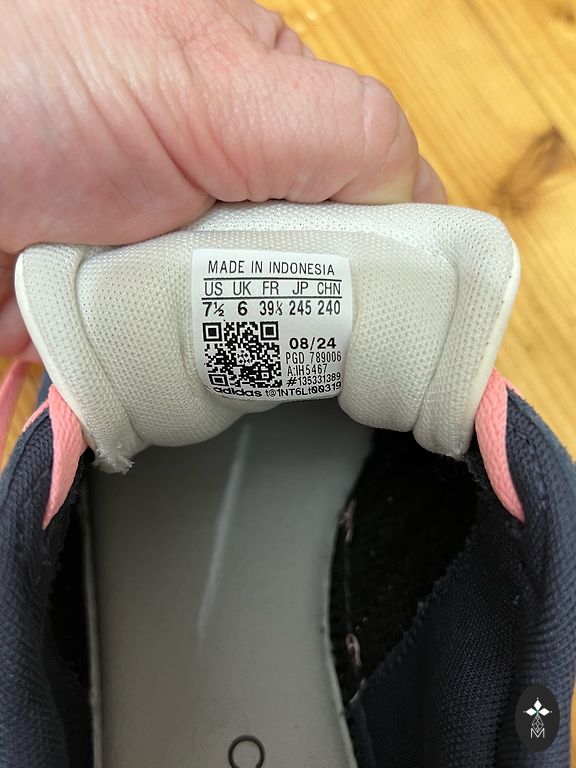 MADE IN INDONESIA
US UK FR JP CHN
7½ 6 39⅓ 245 240
08/24
PGD 789006
A:IH5467
#135331389
adidas t@1NT6Lt00319